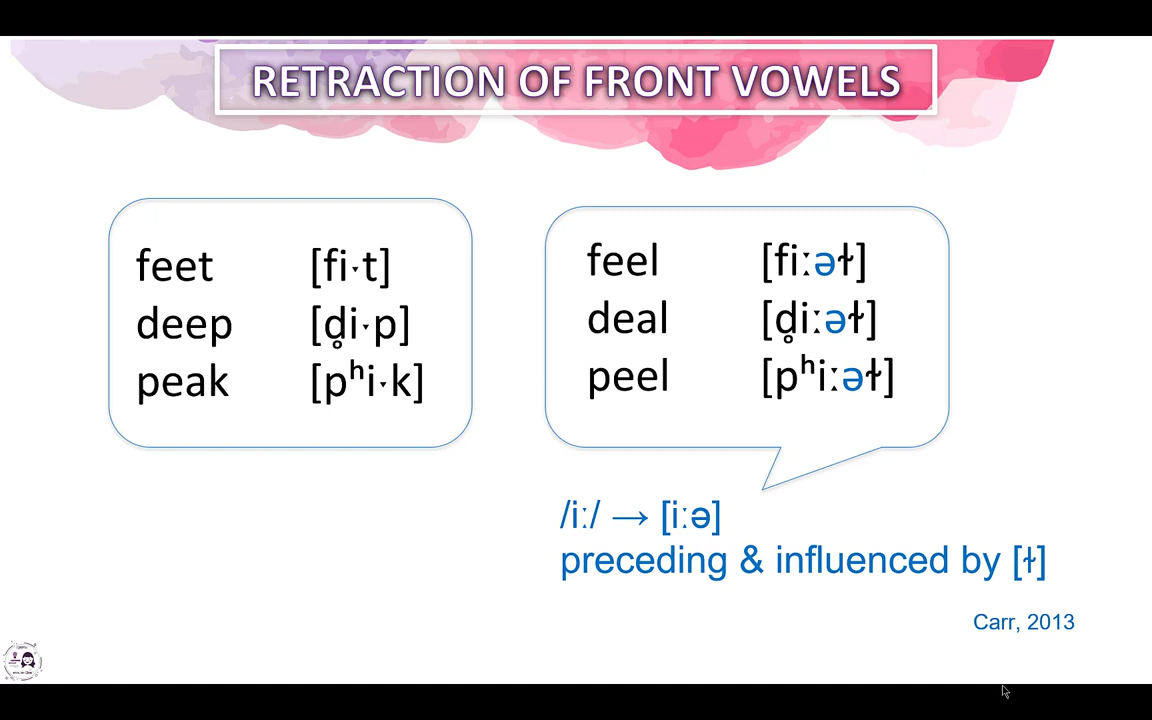 RETRACTION OF FRONT VOWELS
feet [fiˑt]
deep [d̥iˑp]
peak [pʰiˑk]
feel [fiːəɫ]
deal [d̥iːəɫ]
peel [pʰiːəɫ]
/iː/ → [iːə]
preceding & influenced by [ɫ]
Carr, 2013